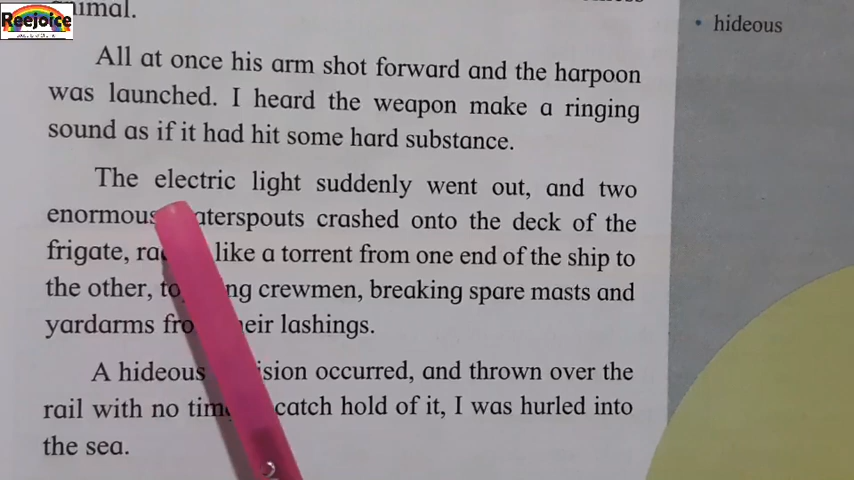 Reejoice
animal.
• hideous
All at once his arm shot forward and the harpoon
was launched. I heard the weapon make a ringing
sound as if it had hit some hard substance.
The electric light suddenly went out, and two
enormous aterspouts crashed onto the deck of the
frigate, ra like a torrent from one end of the ship to
the other, to ng crewmen, breaking spare masts and
yardarms fro heir lashings.
A hideous ision occurred, and thrown over the
rail with no tim catch hold of it, I was hurled into
the sea.